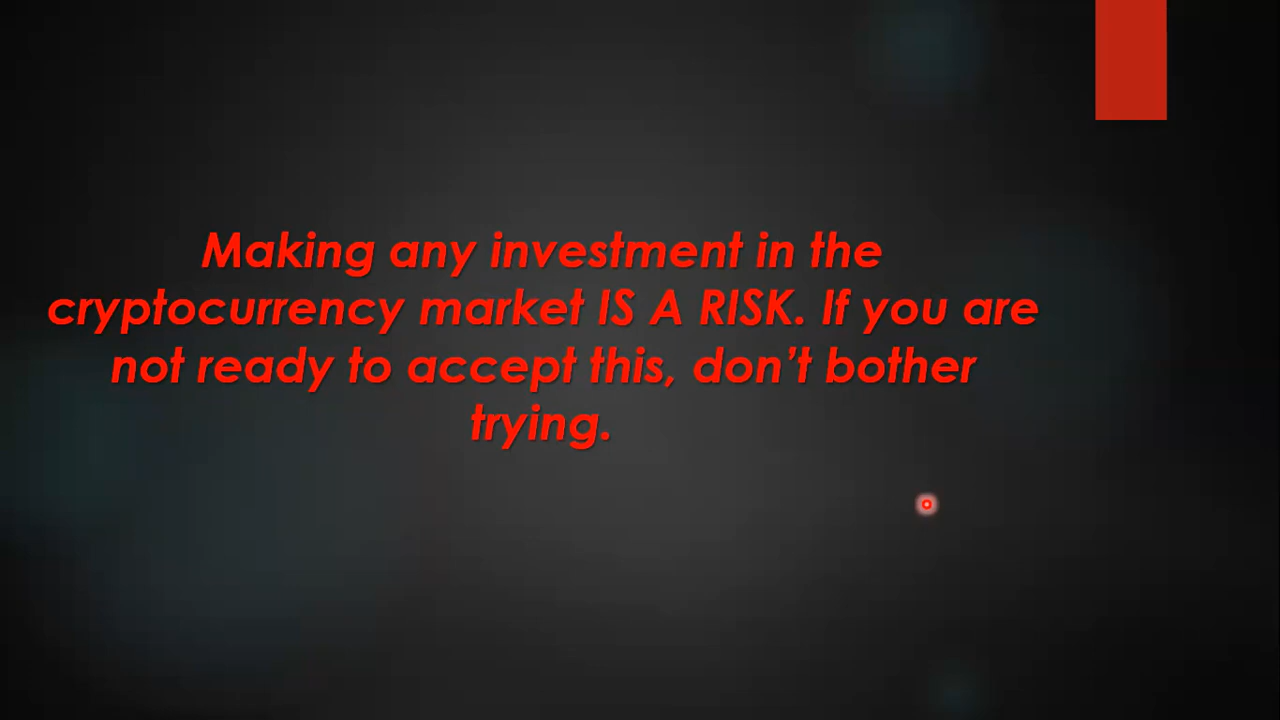 Making any investment in the
cryptocurrency market IS A RISK. If you are
not ready to accept this, don’t bother
trying.